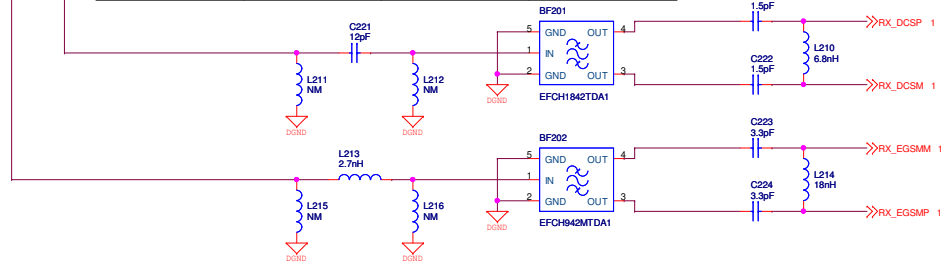 1.5pF
BF201
RX_DCSP 1
C221
12pF
5 GND OUT 4
L210
6.8nH
1 IN
L211
NM
L212
NM
2 GND 3
C222
1.5pF
RX_DCSM 1
DGND
EFCH1842TDA1
DGND
DGND
C223
3.3pF
BF202
RX_EGSMM 1
L213
2.7nH
5 GND OUT 4
L214
18nH
1 IN
C224
3.3pF
L215
NM
L216
NM
2 GND OUT 3
RX_EGSMP 1
DGND
EFCH942MTDA1
DGND
DGND